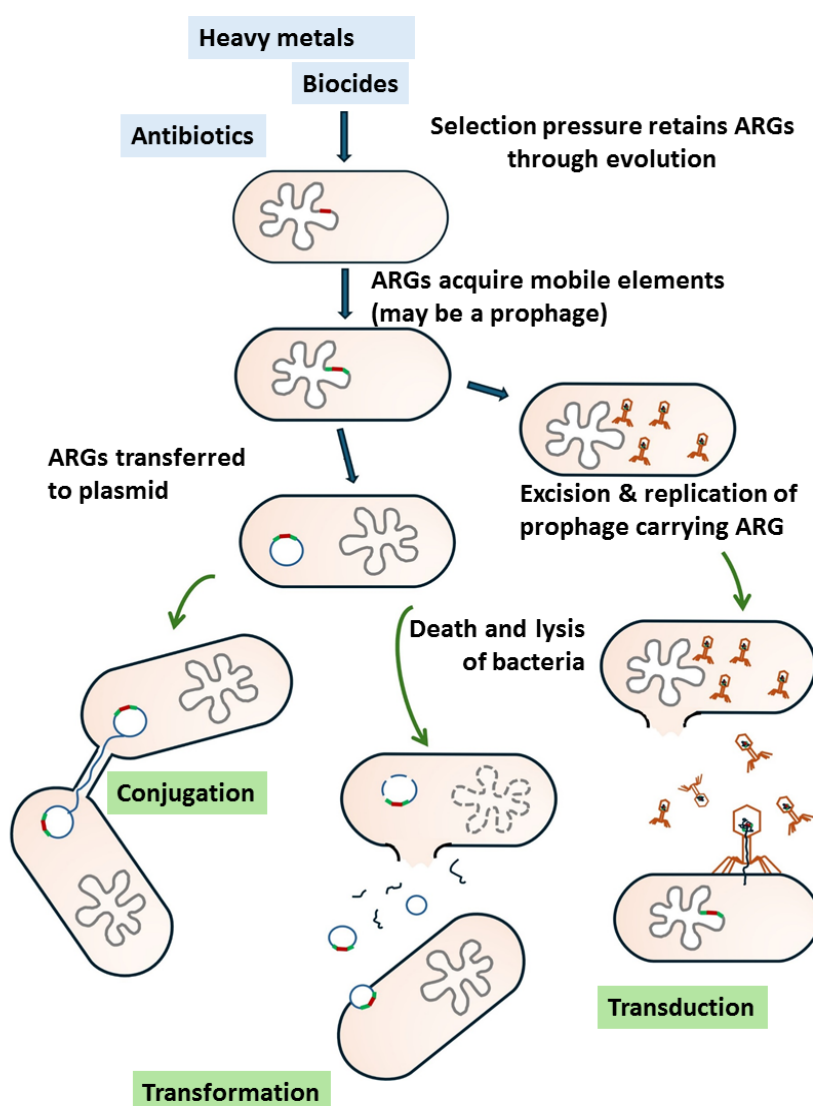 Heavy metals
Biocides
Antibiotics
Selection pressure retains ARGs
through evolution
ARGs acquire mobile elements
(may be a prophage)
ARGs transferred
to plasmid
Excision & replication of
prophage carrying ARG
Death and lysis
of bacteria
Conjugation
Transduction
Transformation